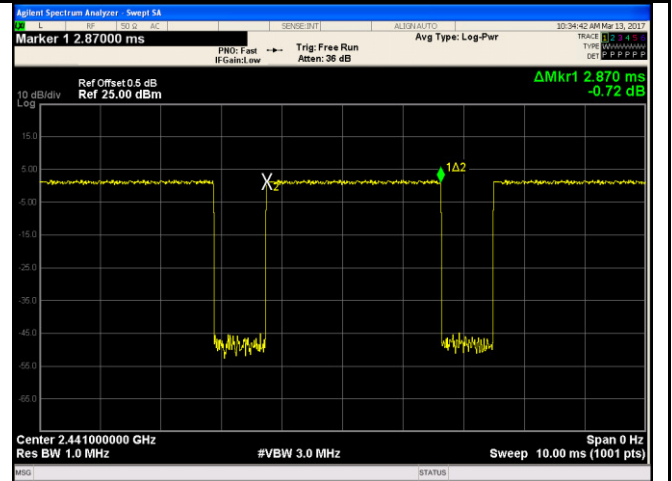 Agilent Spectrum Analyzer - Swept SA
L RF 50 Ω AC SENSE:INT ALIGN AUTO 10:34:42 AM Mar 13, 2017
Marker 1 2.87000 ms
PNO: Fast Trig: Free Run Avg Type: Log-Pwr TRACE 1 2 3 4 5 6
IFGain:Low Atten: 36 dB TYPE W
DET P P P P P P
ΔMkr1 2.870 ms
-0.72 dB
Ref Offset 0.5 dB
10 dB/div Ref 25.00 dBm
Log
15.0
5.00
1Δ2
X2
-5.00
-15.0
-25.0
-35.0
-45.0
-55.0
-65.0
Center 2.441000000 GHz Span 0 Hz
Res BW 1.0 MHz #VBW 3.0 MHz Sweep 10.00 ms (1001 pts)
MSG STATUS